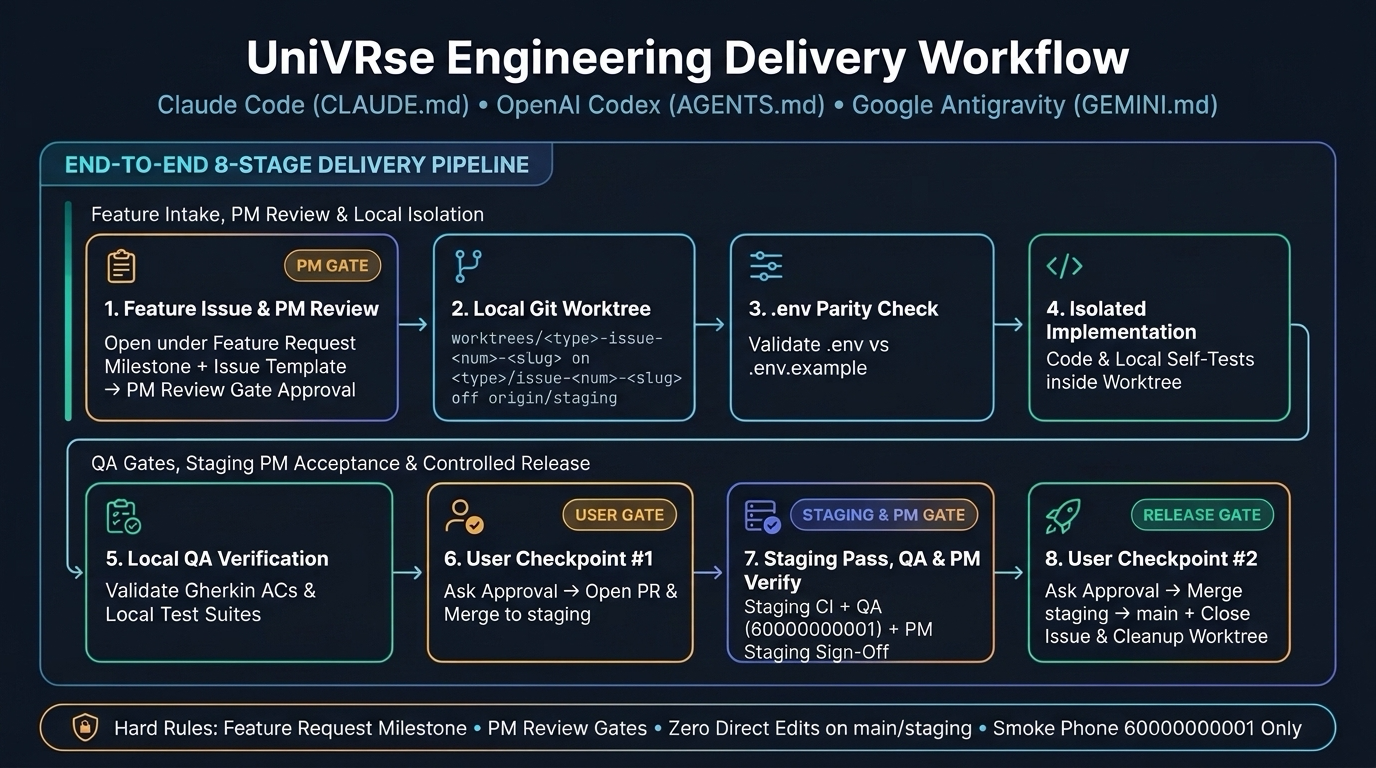 UniVRse Engineering Delivery Workflow
Claude Code (CLAUDE.md) • OpenAI Codex (AGENTS.md) • Google Antigravity (GEMINI.md)
END-TO-END 8-STAGE DELIVERY PIPELINE
Feature Intake, PM Review & Local Isolation
PM GATE
1. Feature Issue & PM Review
Open under Feature Request
Milestone + Issue Template
→ PM Review Gate Approval
2. Local Git Worktree
worktrees/<type>-issue-
<num>-<slug> on
<type>/issue-<num>-<slug>
off origin/staging
3. .env Parity Check
Validate .env vs
.env.example
4. Isolated
Implementation
Code & Local Self-Tests
inside Worktree
QA Gates, Staging PM Acceptance & Controlled Release
5. Local QA Verification
Validate Gherkin ACs &
Local Test Suites
USER GATE
6. User Checkpoint #1
Ask Approval → Open PR &
Merge to staging
STAGING & PM GATE
7. Staging Pass, QA & PM
Verify
Staging CI + QA
(60000000001) + PM
Staging Sign-Off
RELEASE GATE
8. User Checkpoint #2
Ask Approval → Merge
staging → main + Close
Issue & Cleanup Worktree
Hard Rules: Feature Request Milestone • PM Review Gates • Zero Direct Edits on main/staging • Smoke Phone 60000000001 Only